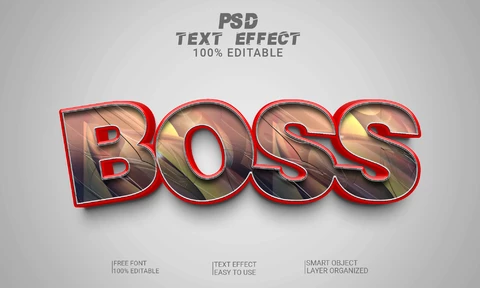 PSD
TEXT EFFECT
100% EDITABLE
BOSS
FREE FONT
100% EDITABLE
TEXT EFFECT
EASY TO USE
SMART OBJECT
LAYER ORGANIZED